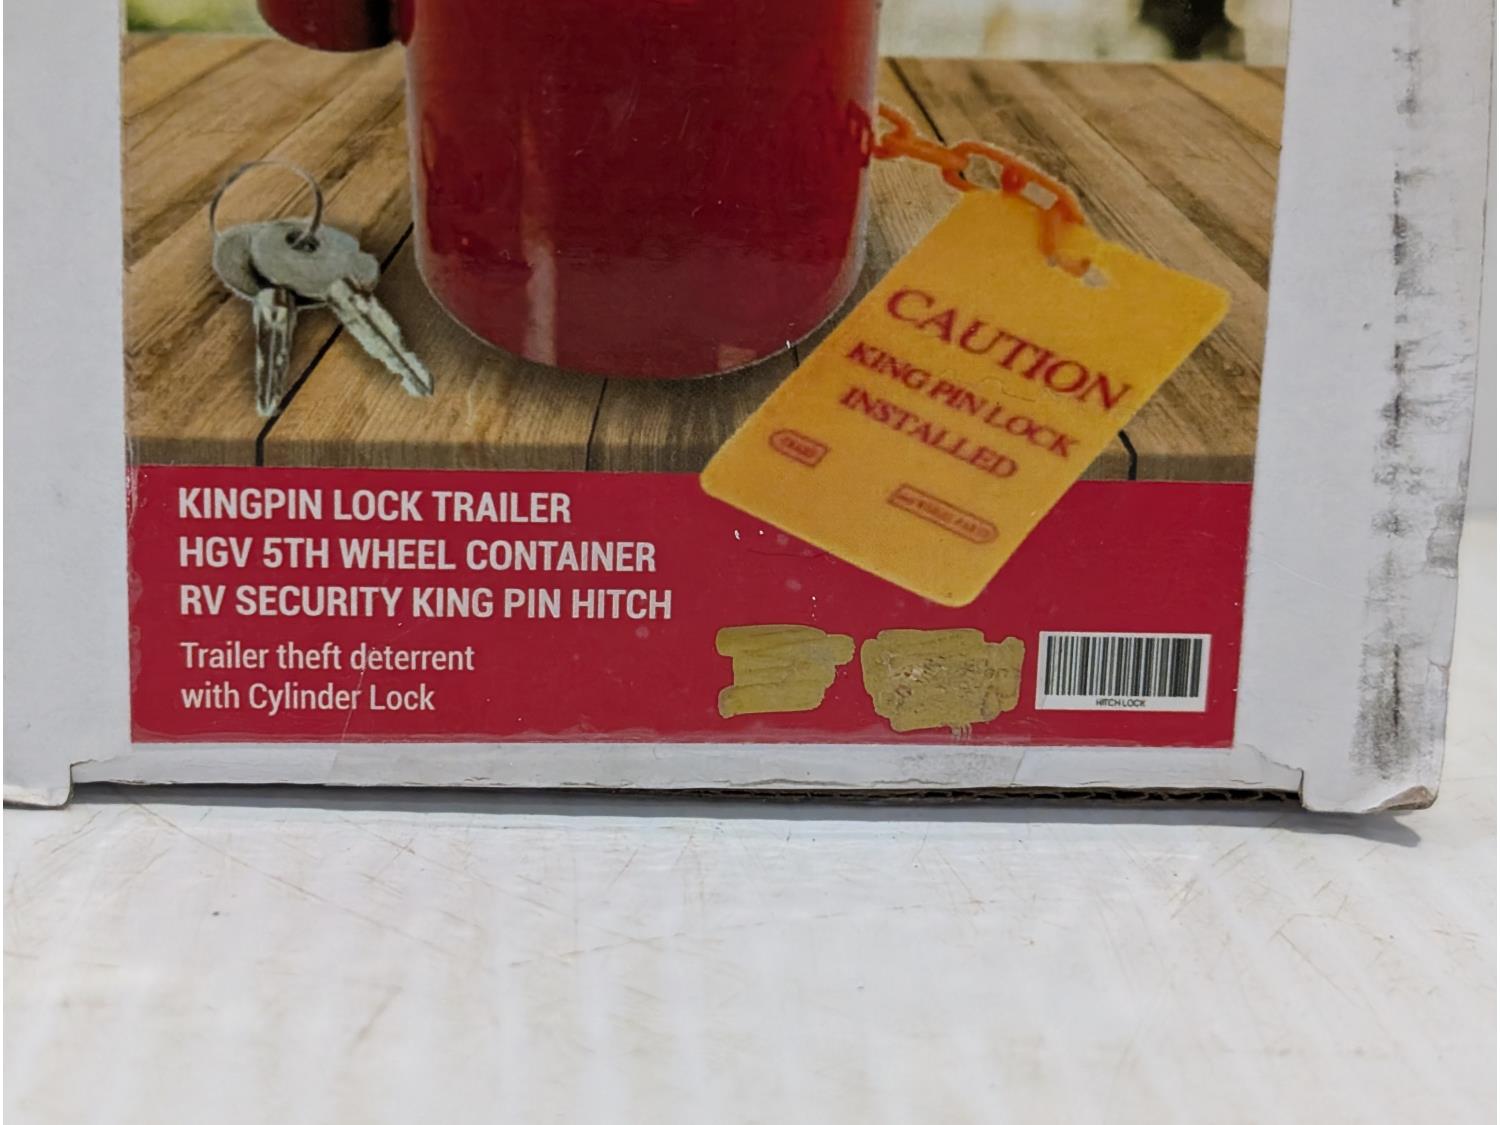 CAUTION
KING PIN LOCK
INSTALLED
KINGPIN LOCK TRAILER
HGV 5TH WHEEL CONTAINER
RV SECURITY KING PIN HITCH
Trailer theft deterrent
with Cylinder Lock
HITCH LOCK